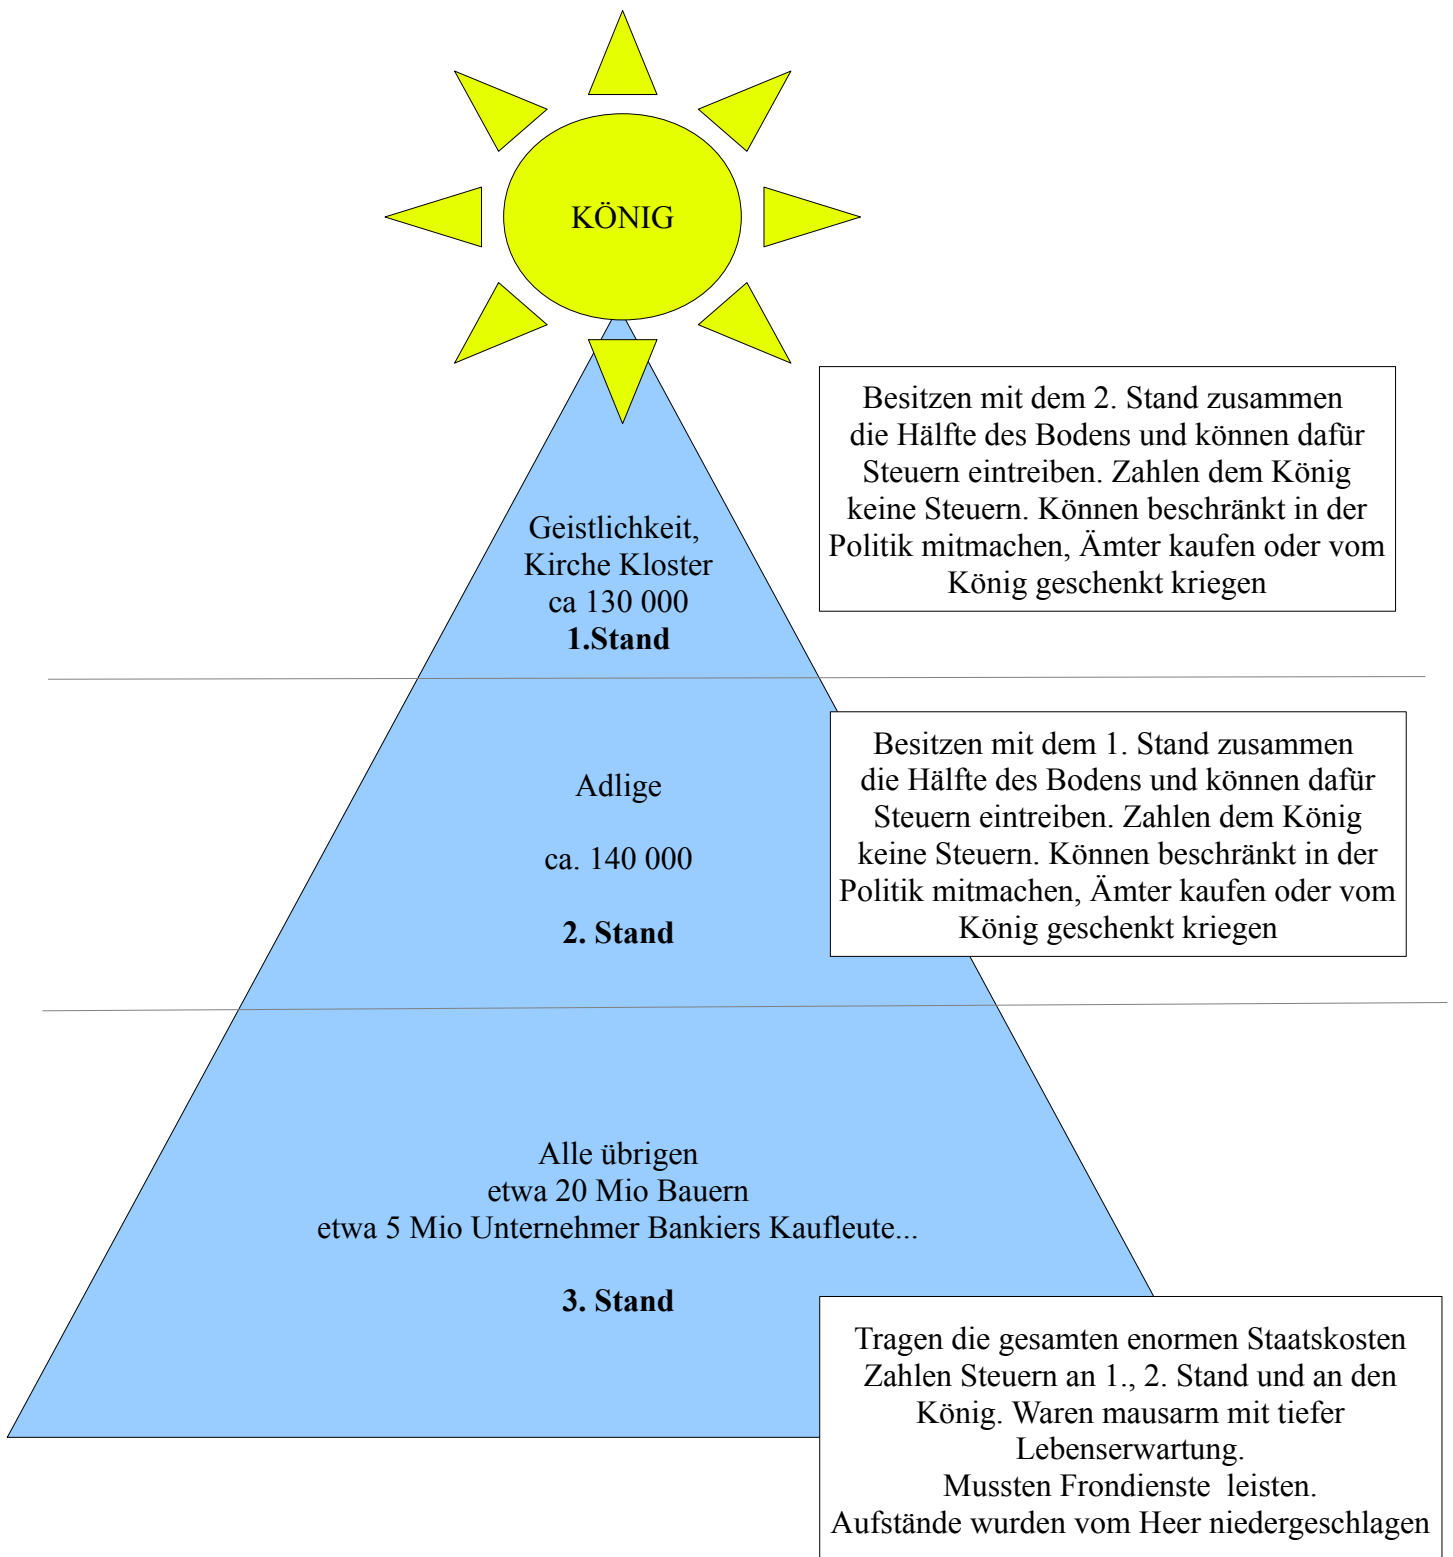 KÖNIG
Besitzen mit dem 2. Stand zusammen
die Hälfte des Bodens und können dafür
Steuern eintreiben. Zahlen dem König
keine Steuern. Können beschränkt in der
Politik mitmachen, Ämter kaufen oder vom
König geschenkt kriegen
Geistlichkeit,
Kirche Kloster
ca 130 000
1.Stand
Besitzen mit dem 1. Stand zusammen
die Hälfte des Bodens und können dafür
Steuern eintreiben. Zahlen dem König
keine Steuern. Können beschränkt in der
Politik mitmachen, Ämter kaufen oder vom
König geschenkt kriegen
Adlige
ca. 140 000
2. Stand
Alle übrigen
etwa 20 Mio Bauern
etwa 5 Mio Unternehmer Bankiers Kaufleute...
3. Stand
Tragen die gesamten enormen Staatskosten
Zahlen Steuern an 1., 2. Stand und an den
König. Waren mausarm mit tiefer
Lebenserwartung.
Mussten Frondienste  leisten.
Aufstände wurden vom Heer niedergeschlagen